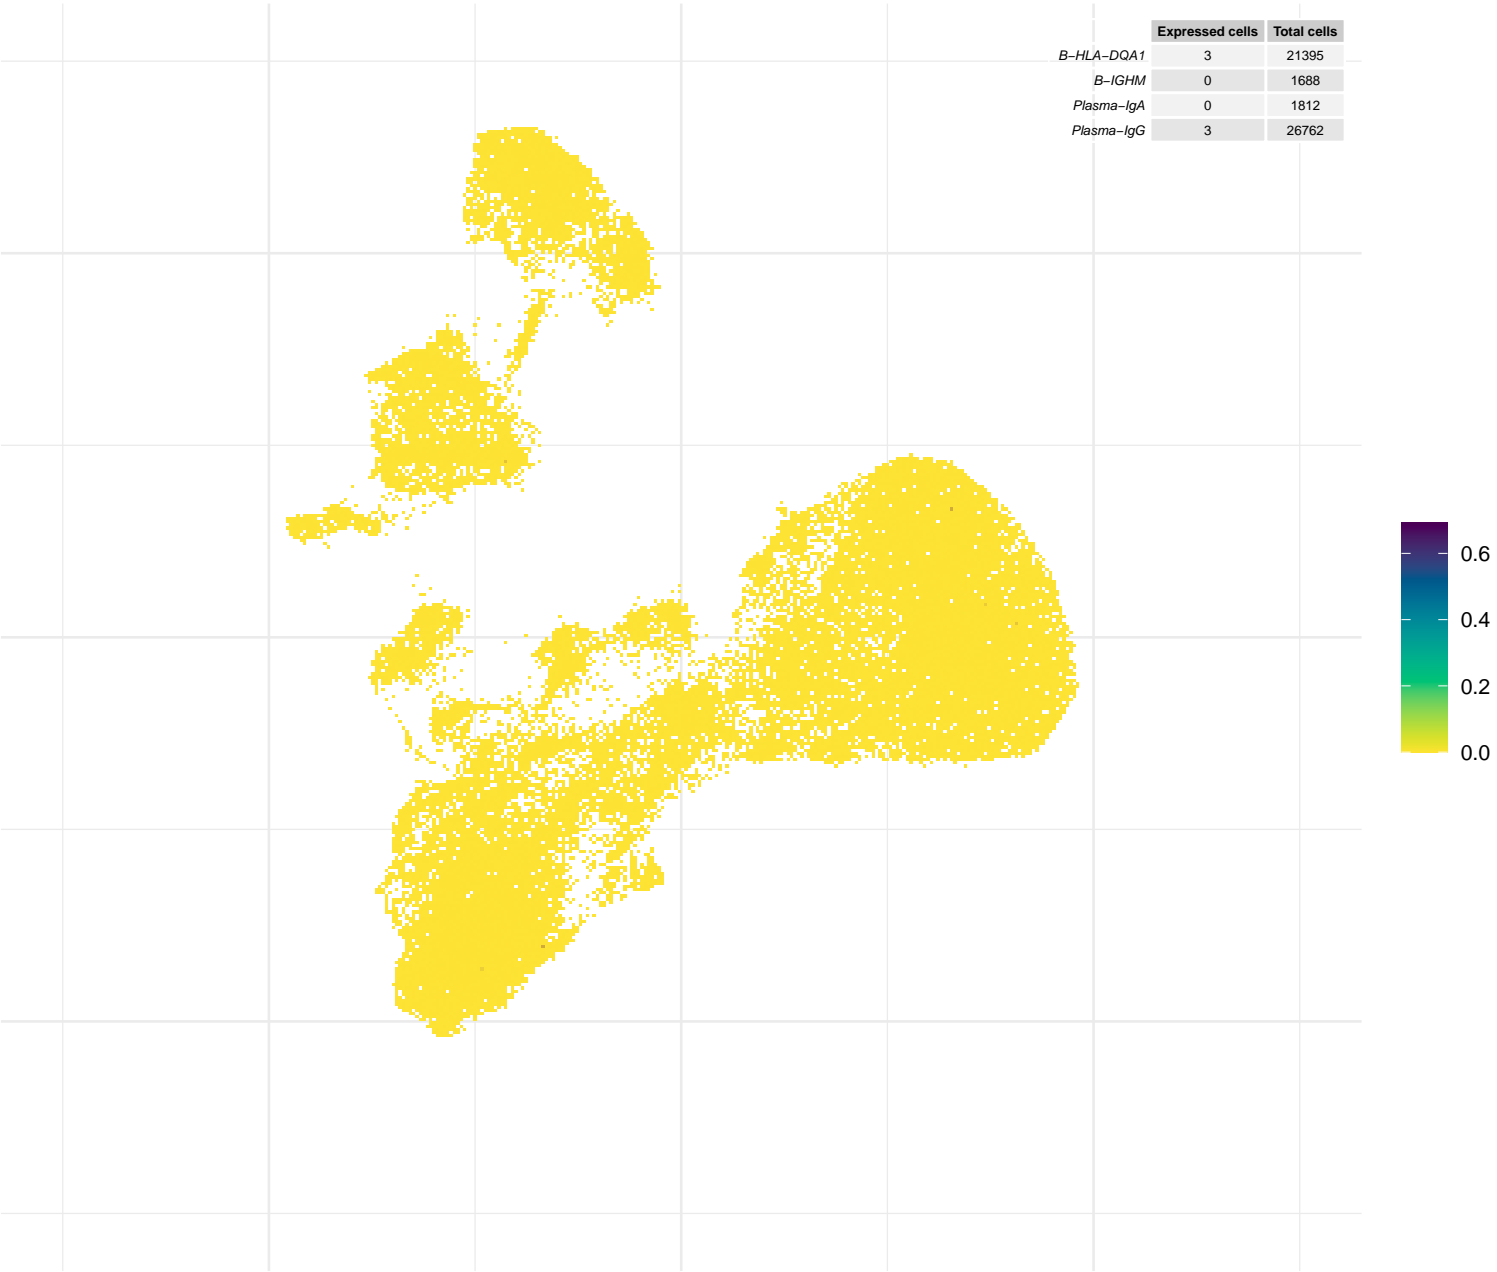 Expressed cells Total cells
B−HLA−DQA1 3 21395
B−IGHM 0 1688
Plasma−IgA 0 1812
Plasma−IgG 3 26762
0.6
0.4
0.2
0.0